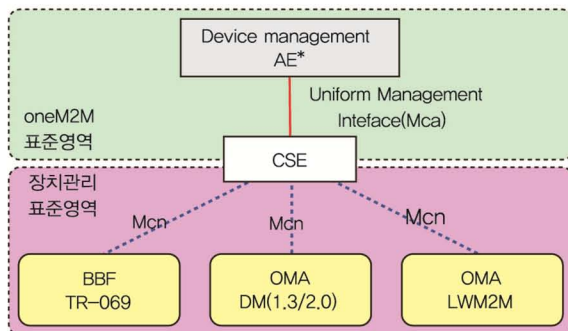 Device management
AE*
Uniform Management
Inteface(Mca)
oneM2M
표준영역
CSE
장치관리
표준영역
Mcn
Mcn
Mcn
BBF
TR-069
OMA
DM(1.3/2.0)
OMA
LWM2M